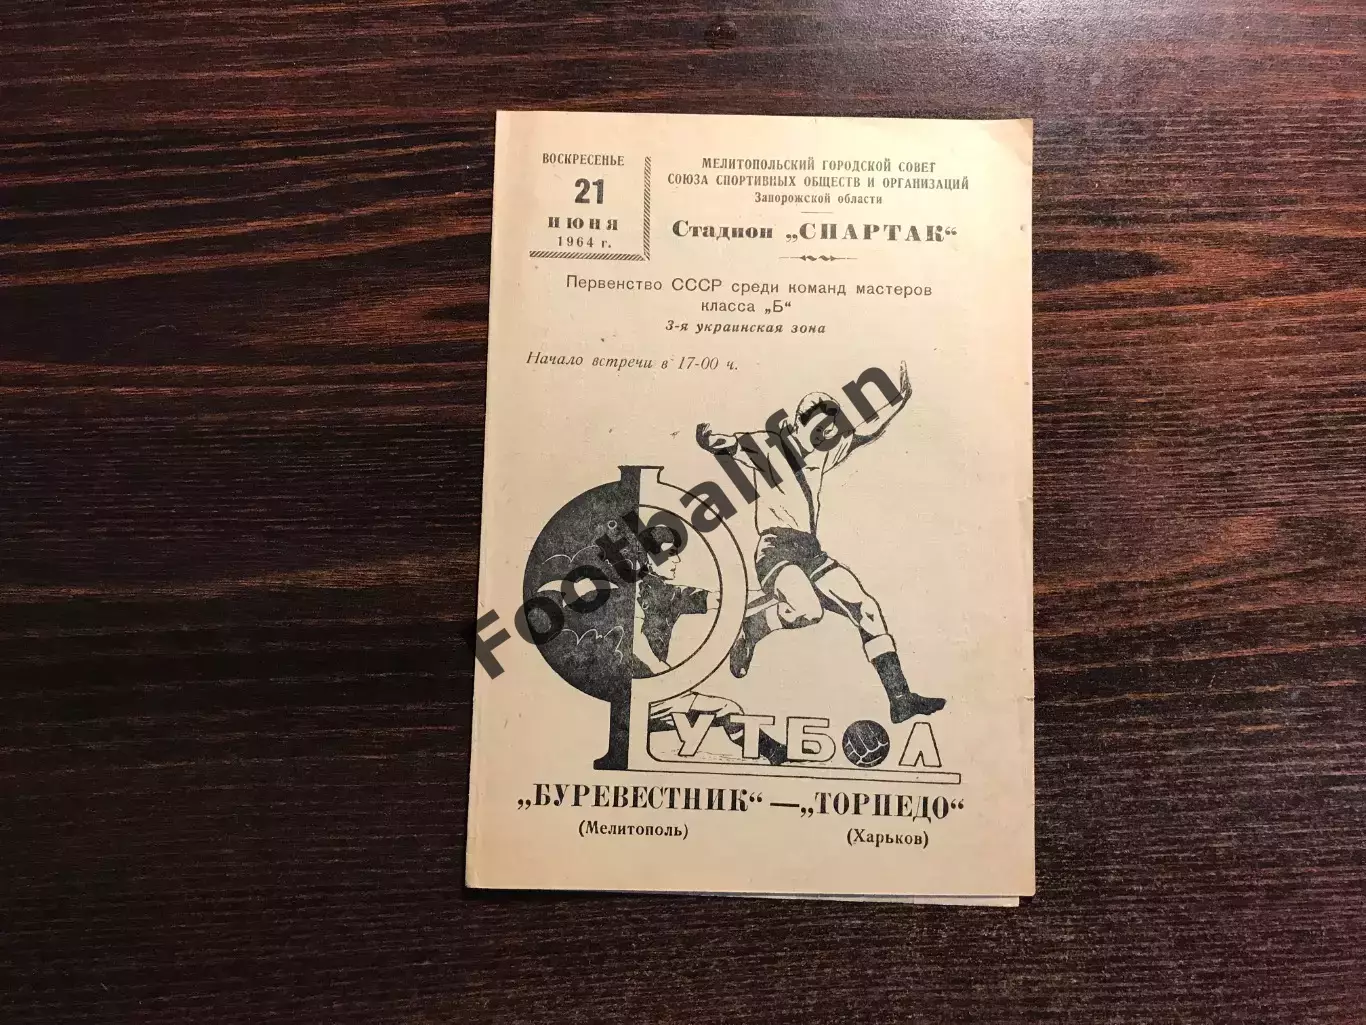 ВОСКРЕСЕНЬЕ
21
ИЮНЯ
1964 г.
МЕЛИТОПОЛЬСКИЙ ГОРОДСКОЙ СОВЕТ
СОЮЗА СПОРТИВНЫХ ОБЩЕСТВ И ОРГАНИЗАЦИЙ
Запорожской области
Стадион „СПАРТАК“
Первенство СССР среди команд мастеров
класса „Б“
3-я украинская зона
Начало встречи в 17-00 ч.
Footballfan
ФУТБОЛ
„БУРЕВЕСТНИК“ — „ТОРПЕДО“
(Мелитополь) (Харьков)